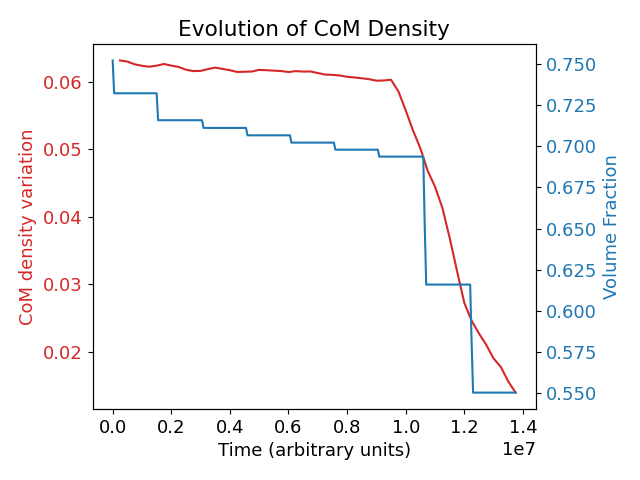 Evolution of CoM Density
CoM density variation
0.06
0.05
0.04
0.03
0.02
0.750
0.725
0.700
0.675
0.650
0.625
0.600
0.575
0.550
Volume Fraction
0.0 0.2 0.4 0.6 0.8 1.0 1.2 1.4
1e7
Time (arbitrary units)